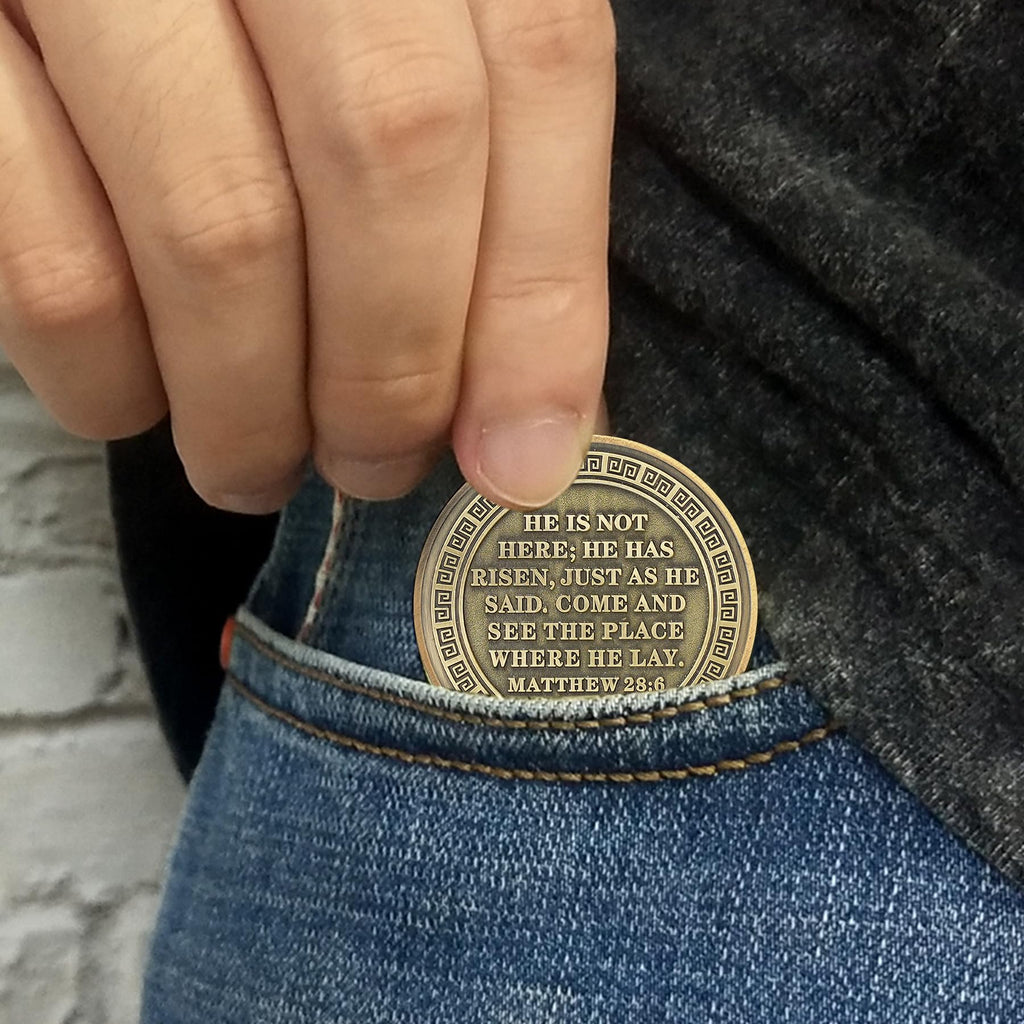 HE IS NOT
HERE; HE HAS
RISEN, JUST AS HE
SAID. COME AND
SEE THE PLACE
WHERE HE LAY.
MATTHEW 28:6